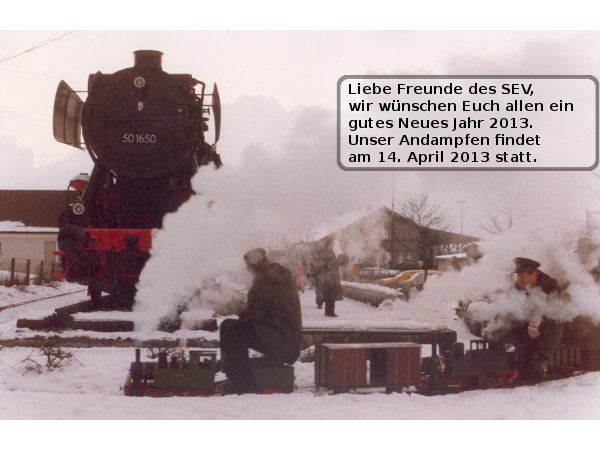 Liebe Freunde des SEV,
wir wünschen Euch allen ein
gutes Neues Jahr 2013.
Unser Andampfen findet
am 14. April 2013 statt.
50 1650